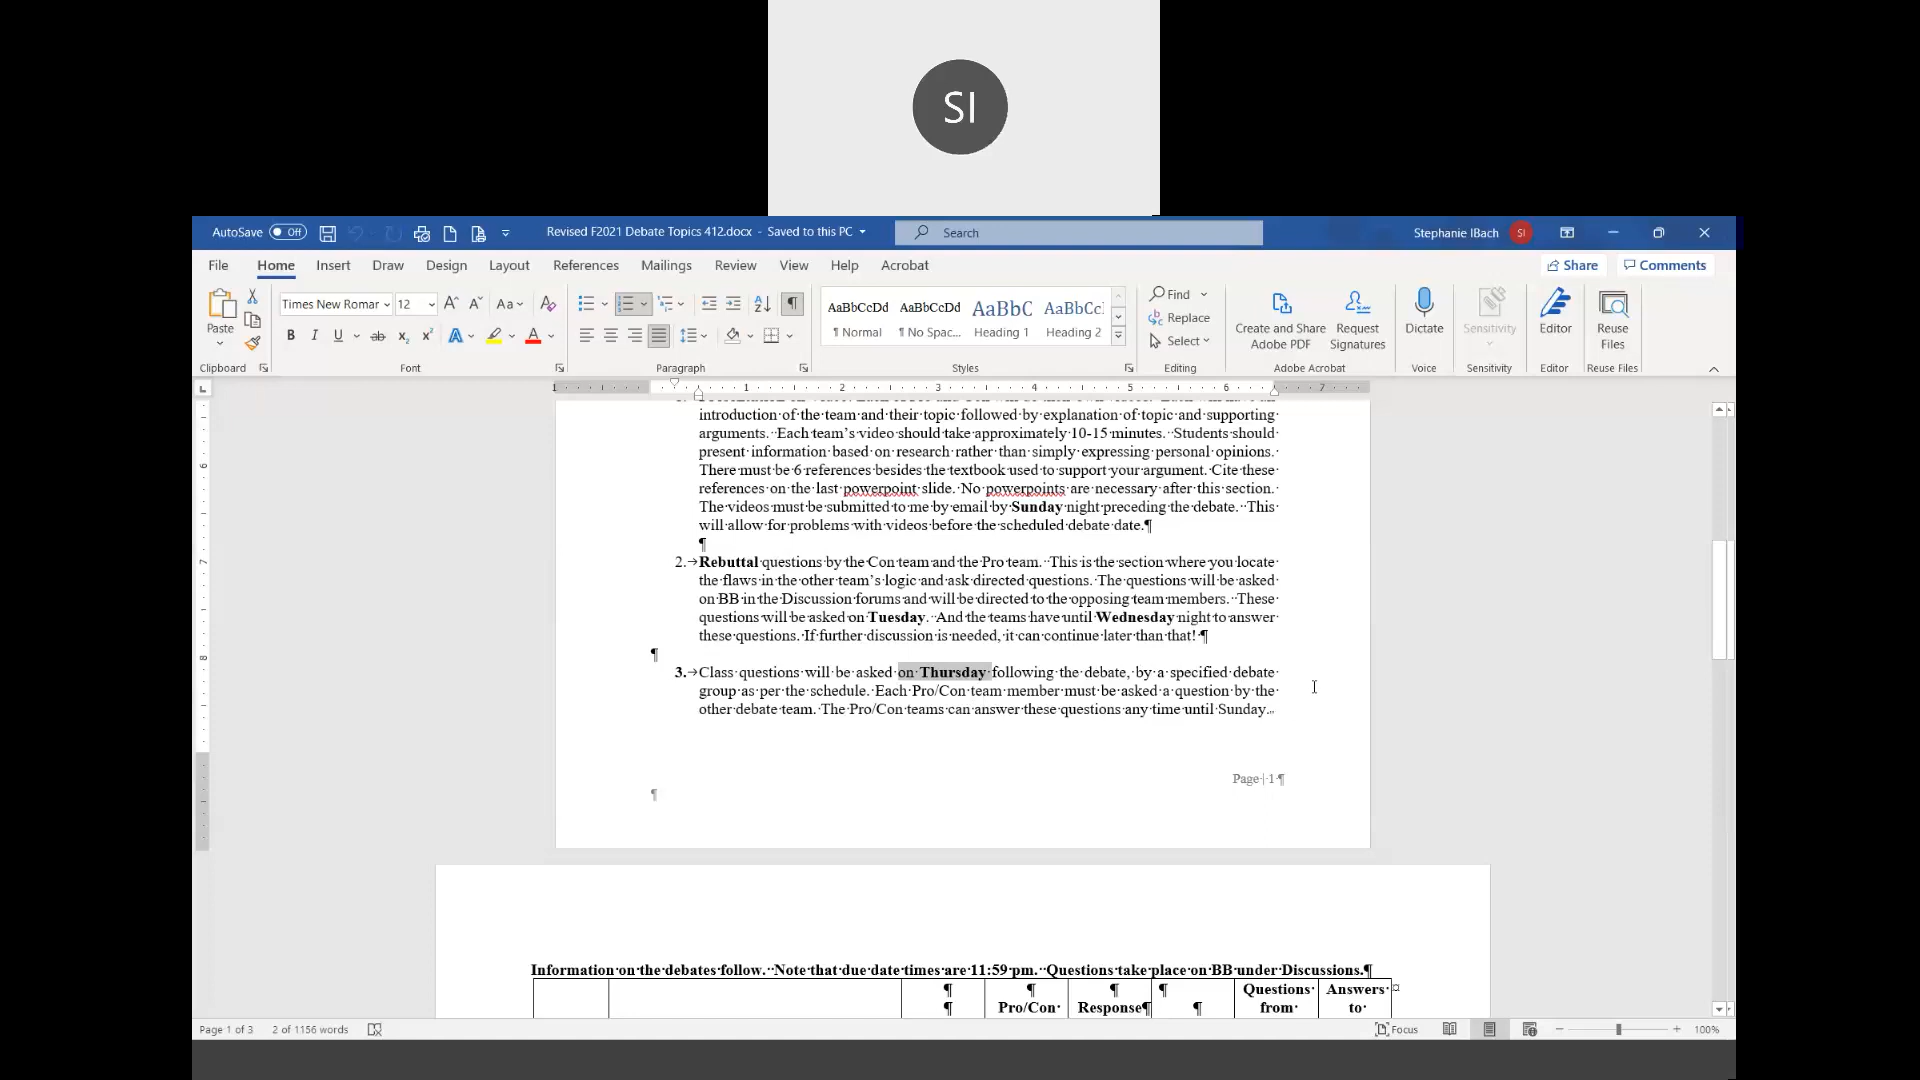 SI
AutoSave Off Revised F2021 Debate Topics 412.docx - Saved to this PC Search Stephanie IBach SI
File Home Insert Draw Design Layout References Mailings Review View Help Acrobat Share Comments
Paste Times New Romar 12 Aa
AaBbCcDd AaBbCcDd AaBbC AaBbCcI
¶ Normal ¶ No Spac... Heading 1 Heading 2
Find
Replace
Select
Create and Share Adobe PDF
Request Signatures
Dictate
Sensitivity
Editor
Reuse Files
Clipboard Font Paragraph Styles Editing Adobe Acrobat Voice Sensitivity Editor Reuse Files
1 1 2 3 4 5 6 7
introduction of the team and their topic followed by explanation of topic and supporting
arguments. Each team's video should take approximately 10-15 minutes. Students should
present information based on research rather than simply expressing personal opinions.
There must be 6 references besides the textbook used to support your argument. Cite these
references on the last powerpoint slide. No powerpoints are necessary after this section.
The videos must be submitted to me by email by Sunday night preceding the debate. This
will allow for problems with videos before the scheduled debate date.¶
¶
2. Rebuttal questions by the Con team and the Pro team. This is the section where you locate
the flaws in the other team's logic and ask directed questions. The questions will be asked
on BB in the Discussion forums and will be directed to the opposing team members. These
questions will be asked on Tuesday. And the teams have until Wednesday night to answer
these questions. If further discussion is needed, it can continue later than that! ¶
¶
3. Class questions will be asked on Thursday following the debate, by a specified debate
group as per the schedule. Each Pro/Con team member must be asked a question by the
other debate team. The Pro/Con teams can answer these questions any time until Sunday.
Page | 1 ¶
¶
Information on the debates follow. Note that due date times are 11:59 pm. Questions take place on BB under Discussions.¶
¶ ¶ ¶ ¶ Questions Answers
¶ Pro/Con Response¶ ¶ from to
Page 1 of 3 2 of 1156 words Focus 100%